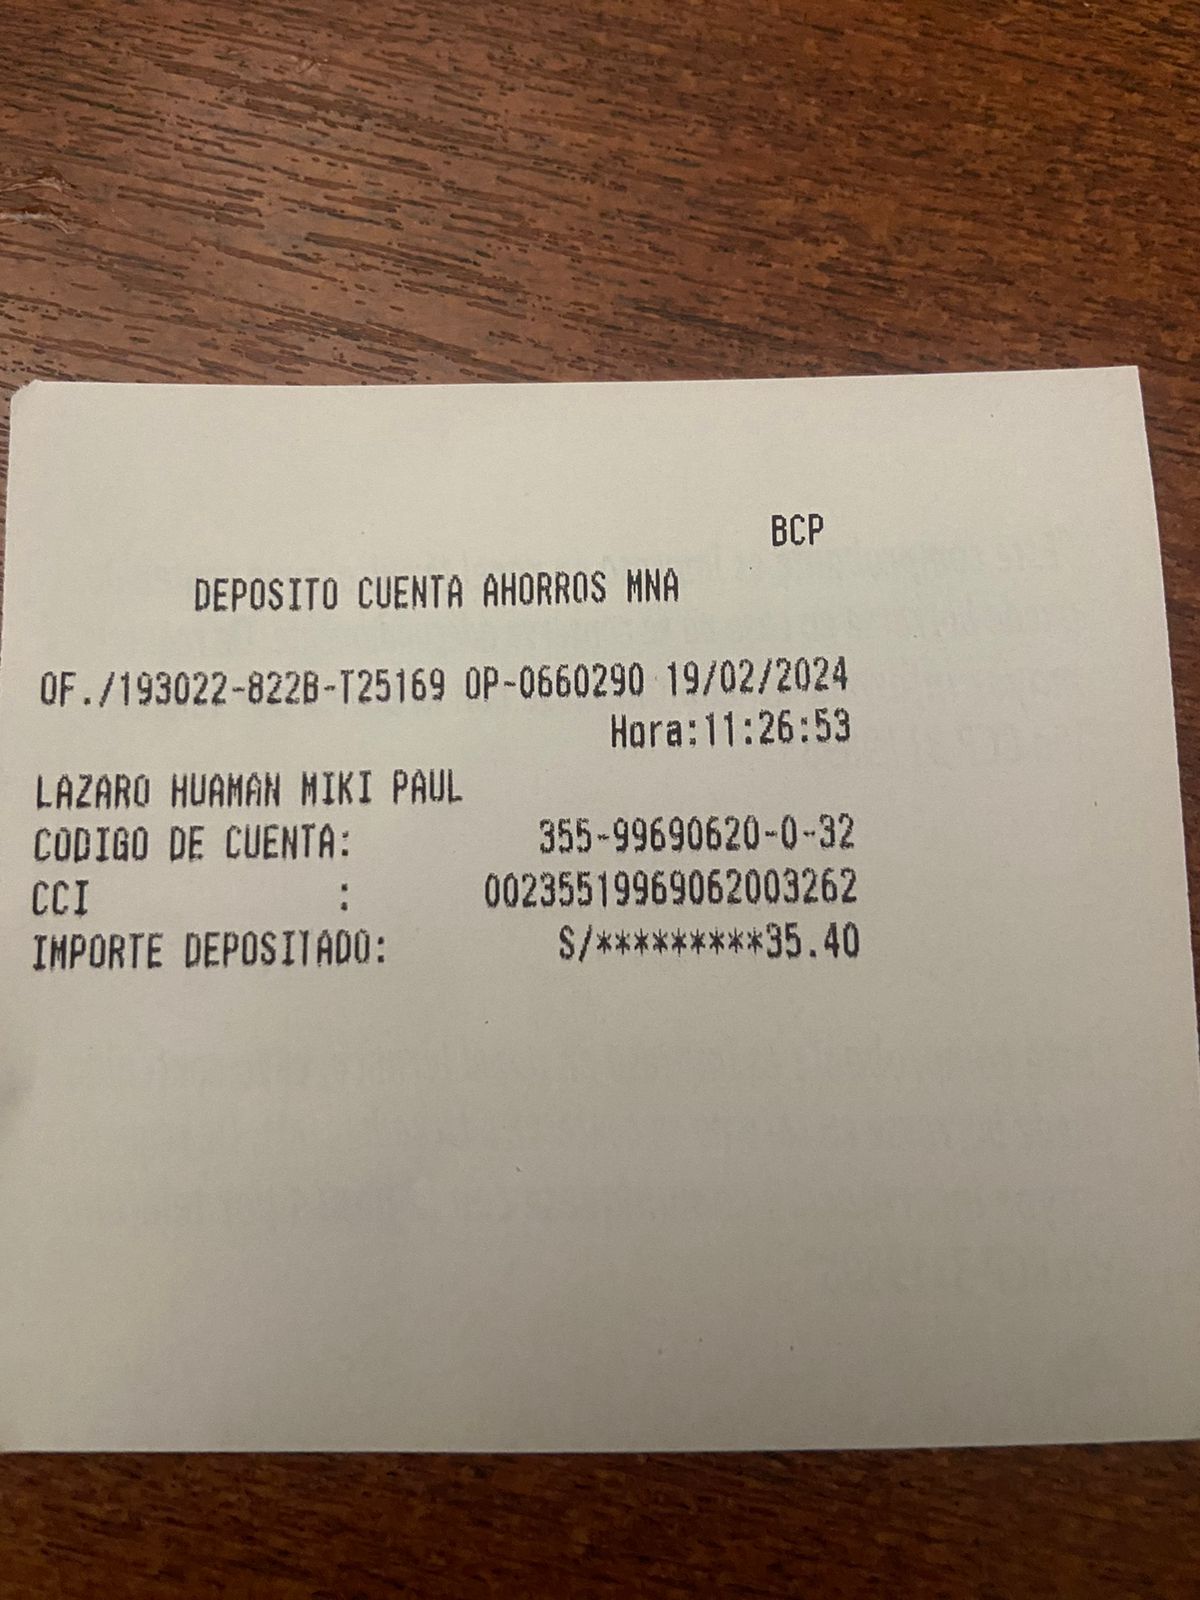 BCP
DEPOSITO CUENTA AHORROS MNA
OF./193022-822B-T25169 OP-0660290 19/02/2024
Hora:11:26:53
LAZARO HUAMAN MIKI PAUL
CODIGO DE CUENTA: 355-99690620-0-32
CCI : 00235519969062003262
IMPORTE DEPOSITADO: S/*********35.40